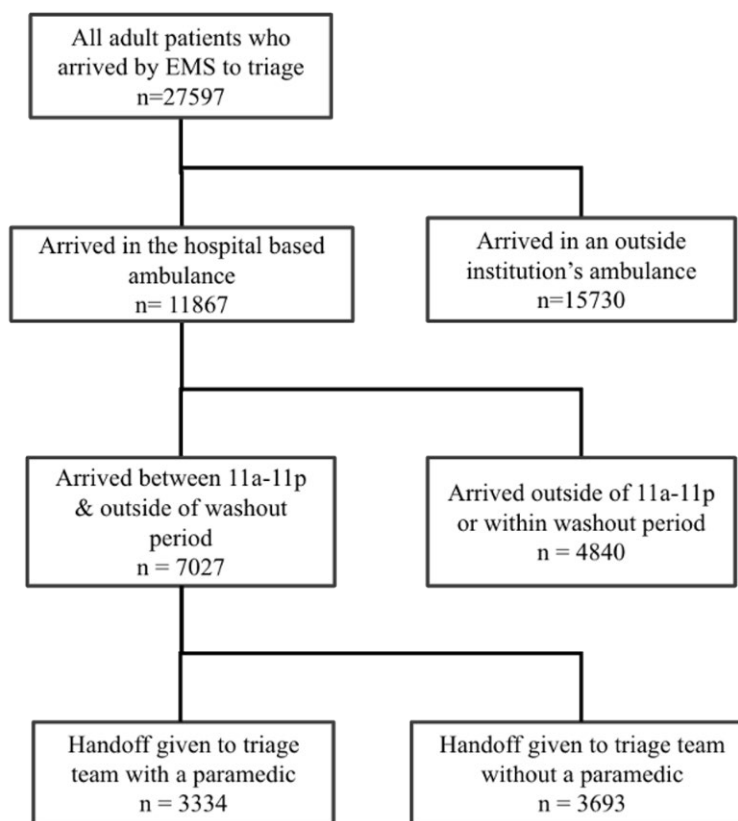 All adult patients who
arrived by EMS to triage
n=27597
Arrived in the hospital based
ambulance
n= 11867
Arrived in an outside
institution’s ambulance
n=15730
Arrived between 11a-11p
& outside of washout
period
n = 7027
Arrived outside of 11a-11p
or within washout period
n = 4840
Handoff given to triage
team with a paramedic
n = 3334
Handoff given to triage team
without a paramedic
n = 3693